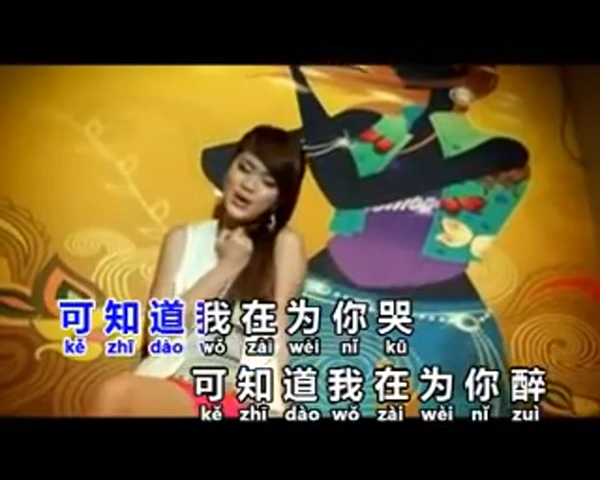 可知道我在为你哭
kě zhī dào wǒ zài wèi nǐ kū
可知道我在为你醉
kě zhī dào wǒ zài wèi nǐ zuì